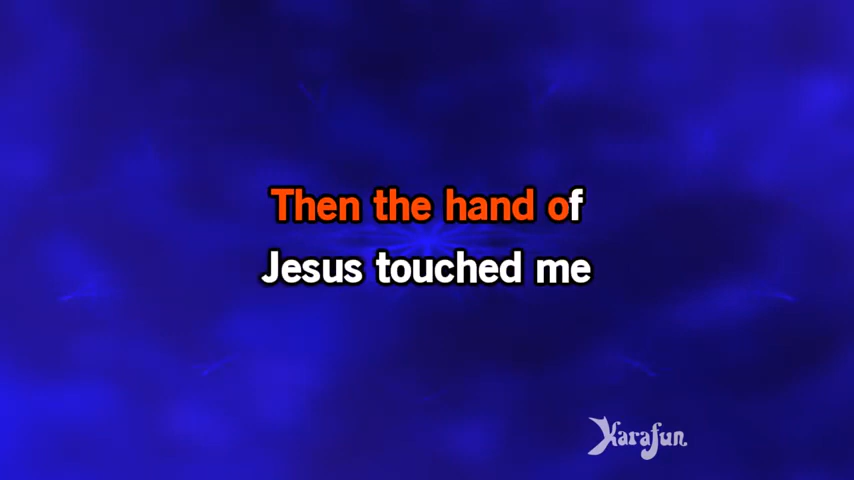 Then the hand of
Jesus touched me
Karafun